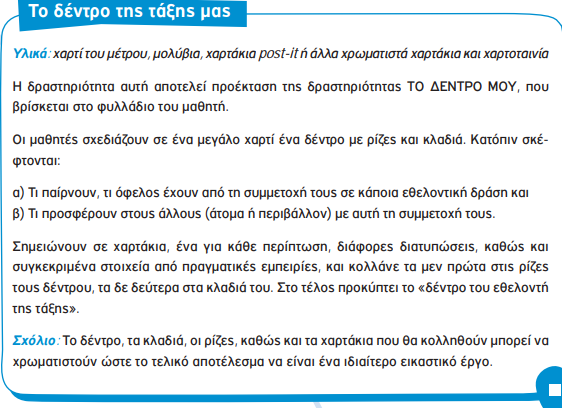 Το δέντρο της τάξης μας
Υλικά: χαρτί του μέτρου, μολύβια, χαρτάκια post-it ή άλλα χρωματιστά χαρτάκια και χαρτοταινία
Η δραστηριότητα αυτή αποτελεί προέκταση της δραστηριότητας ΤΟ ΔΕΝΤΡΟ ΜΟΥ, που
βρίσκεται στο φυλλάδιο του μαθητή.
Οι μαθητές σχεδιάζουν σε ένα μεγάλο χαρτί ένα δέντρο με ρίζες και κλαδιά. Κατόπιν σκέ-
φτονται:
α) Τι παίρνουν, τι όφελος έχουν από τη συμμετοχή τους σε κάποια εθελοντική δράση και
β) Τι προσφέρουν στους άλλους (άτομα ή περιβάλλον) με αυτή τη συμμετοχή τους.
Σημειώνουν σε χαρτάκια, ένα για κάθε περίπτωση, διάφορες διατυπώσεις, καθώς και
συγκεκριμένα στοιχεία από πραγματικές εμπειρίες, και κολλάνε τα μεν πρώτα στις ρίζες
τους δέντρου, τα δε δεύτερα στα κλαδιά του. Στο τέλος προκύπτει το «δέντρο του εθελοντή
της τάξης».
Σχόλιο: Το δέντρο, τα κλαδιά, οι ρίζες, καθώς και τα χαρτάκια που θα κολληθούν μπορεί να
χρωματιστούν ώστε το τελικό αποτέλεσμα να είναι ένα ιδιαίτερο εικαστικό έργο.